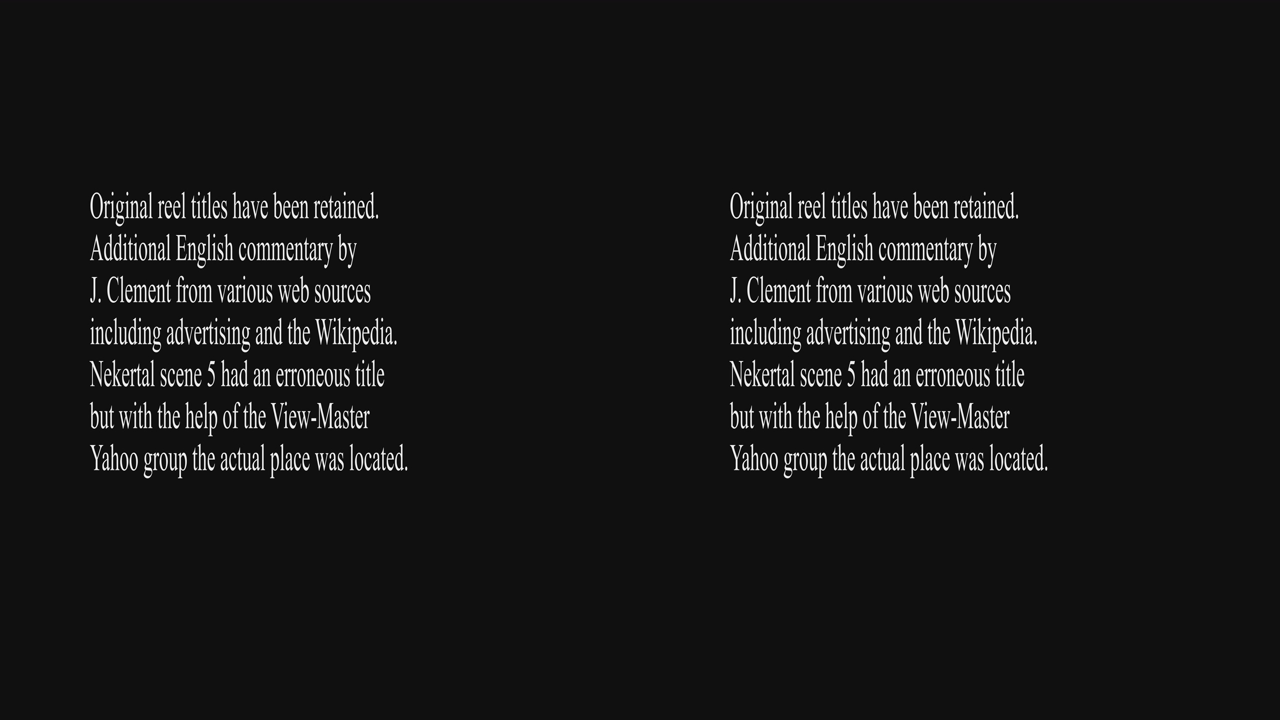 Original reel titles have been retained.
Additional English commentary by
J. Clement from various web sources
including advertising and the Wikipedia.
Nekertal scene 5 had an erroneous title
but with the help of the View-Master
Yahoo group the actual place was located.
Original reel titles have been retained.
Additional English commentary by
J. Clement from various web sources
including advertising and the Wikipedia.
Nekertal scene 5 had an erroneous title
but with the help of the View-Master
Yahoo group the actual place was located.